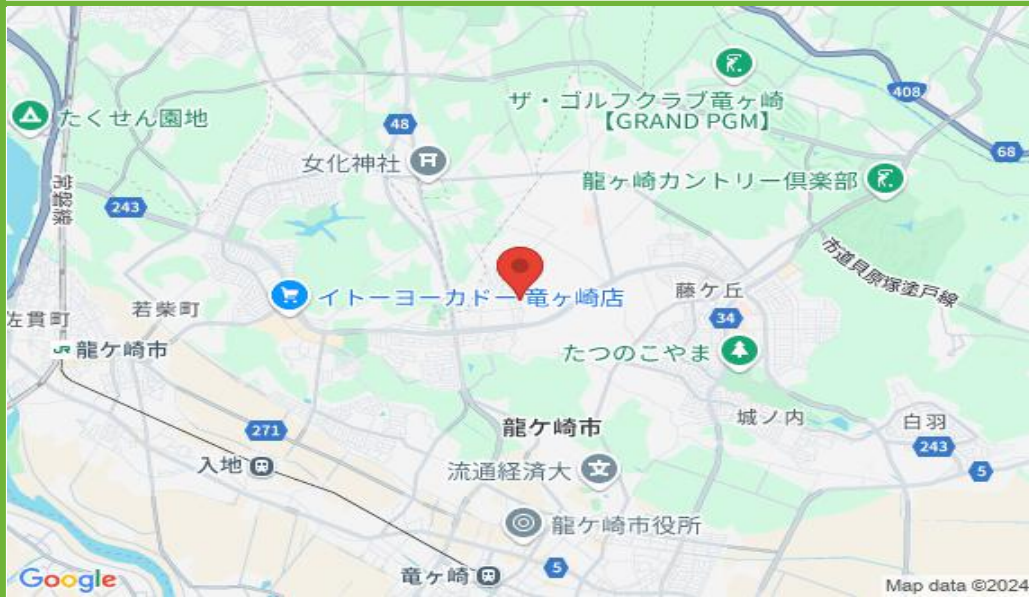 408
ザ・ゴルフクラブ竜ヶ崎
【GRAND PGM】
たくせん園地
48
68
女化神社
龍ヶ崎カントリー倶楽部
常磐線
243
市道貝原塚塗戸線
イトーヨーカドー 竜ヶ崎店
藤ケ丘
若柴町
佐貫町
34
JR 龍ケ崎市
たつのこやま
城ノ内
白羽
271
龍ケ崎市
243
入地
流通経済大
5
龍ケ崎市役所
竜ヶ崎
5
Google
Map data ©2024